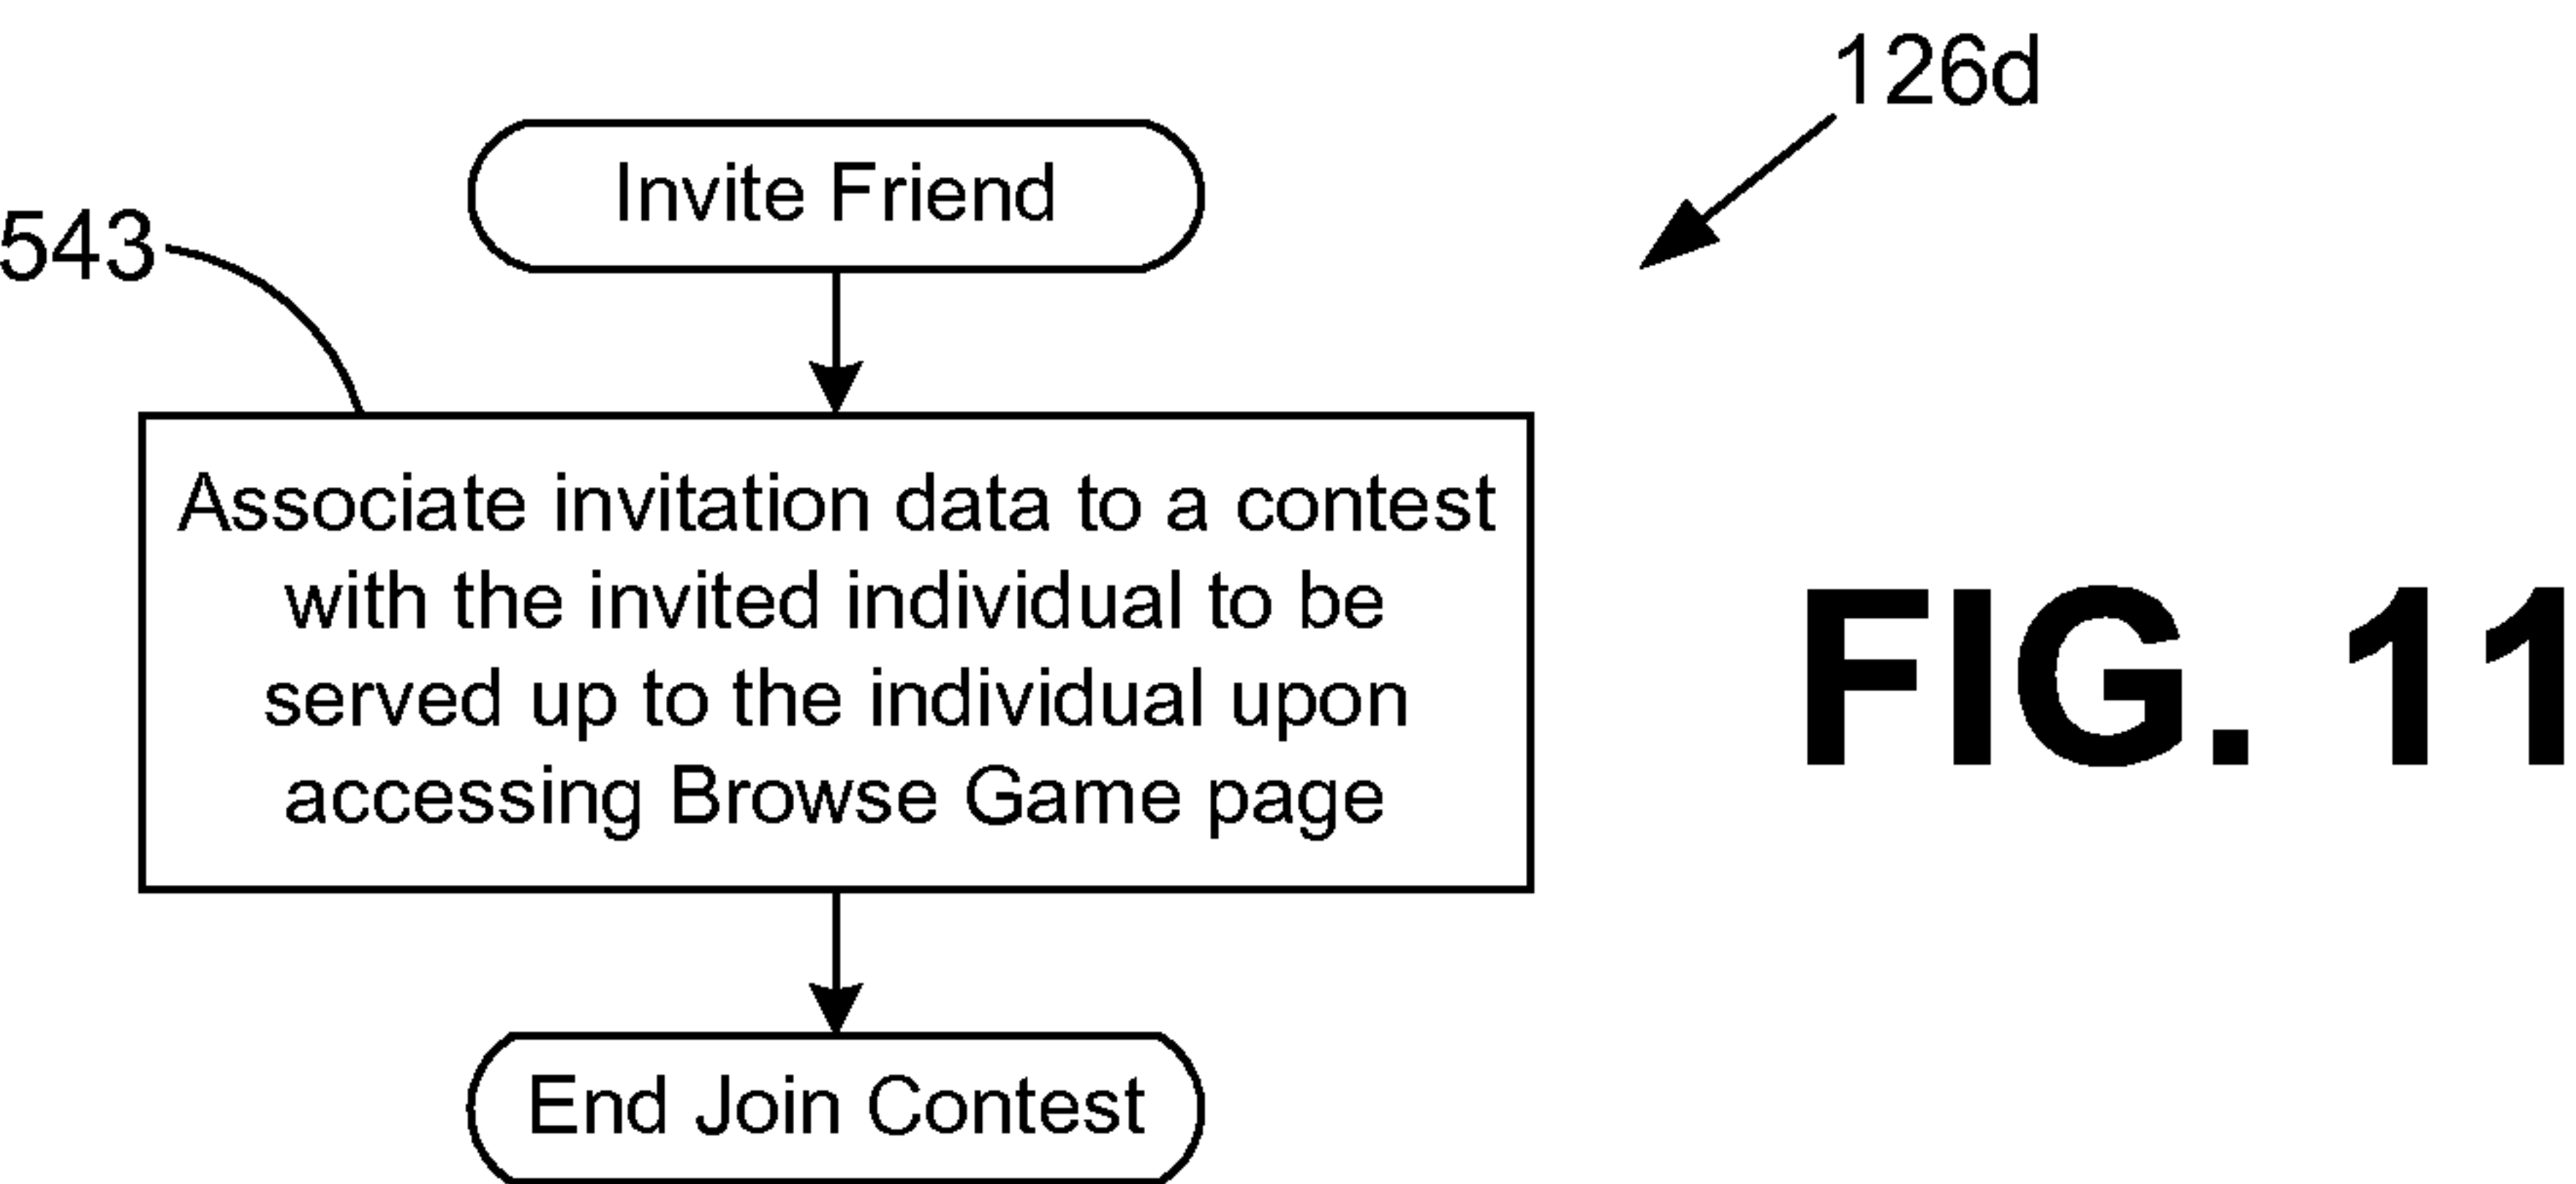 126d
Invite Friend
543
Associate invitation data to a contest
with the invited individual to be
served up to the individual upon
accessing Browse Game page
FIG. 11
End Join Contest